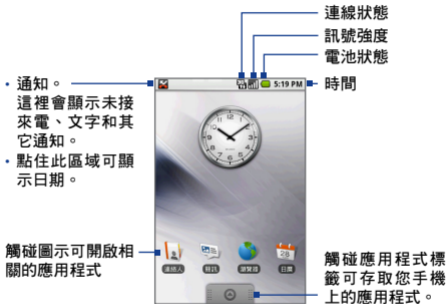 連線狀態
訊號強度
電池狀態
時間
• 通知。
這裡會顯示未接
來電、文字和其
它通知。
• 點住此區域可顯
示日期。
5:19 PM
觸碰圖示可開啟相
關的應用程式
連絡人
簡訊
瀏覽器
日曆
28
觸碰應用程式標
籤可存取您手機
上的應用程式。